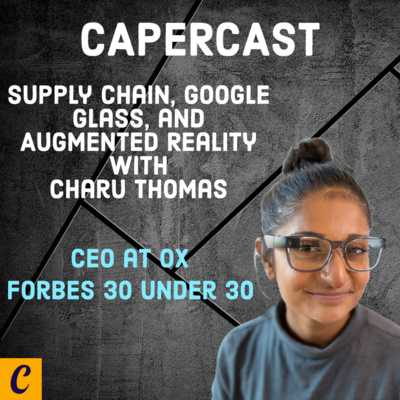 CAPERCAST
SUPPLY CHAIN, GOOGLE
GLASS, AND
AUGMENTED REALITY
WITH
CHARU THOMAS
CEO AT OX
FORBES 30 UNDER 30
C